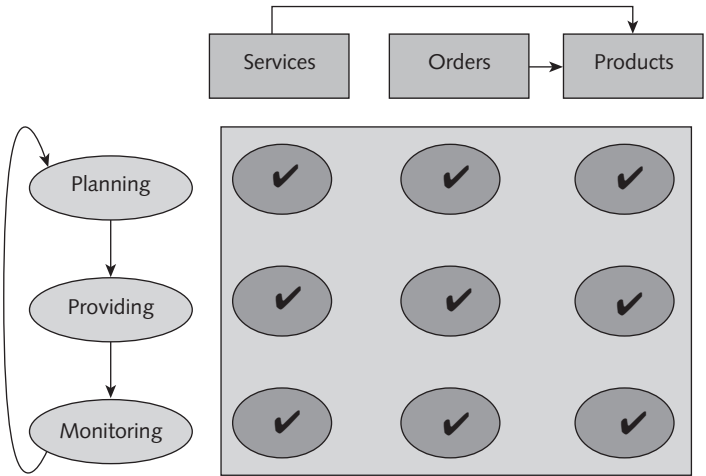 Services
Orders
Products
Planning
Providing
Monitoring